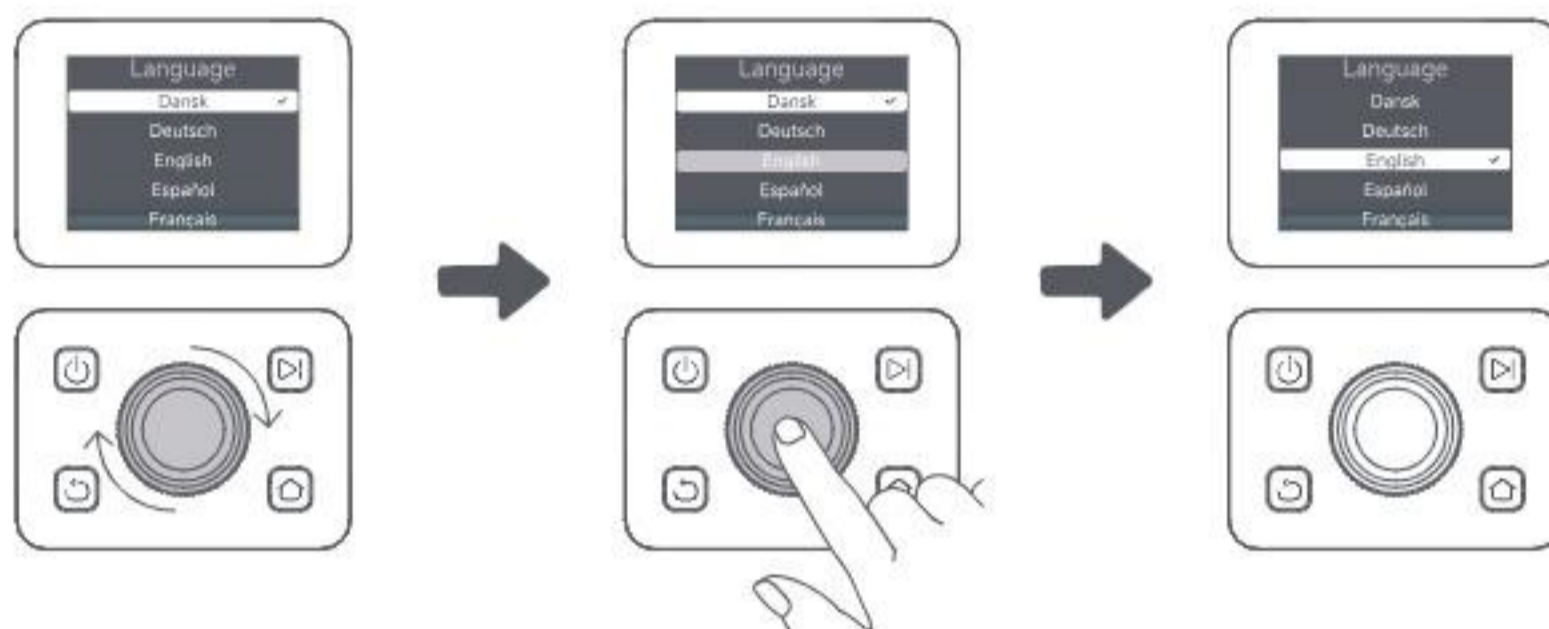 Language
Dansk
Deutsch
English
Español
Français
Language
Dansk
Deutsch
English
Español
Français
Language
Dansk
Deutsch
English
Español
Français